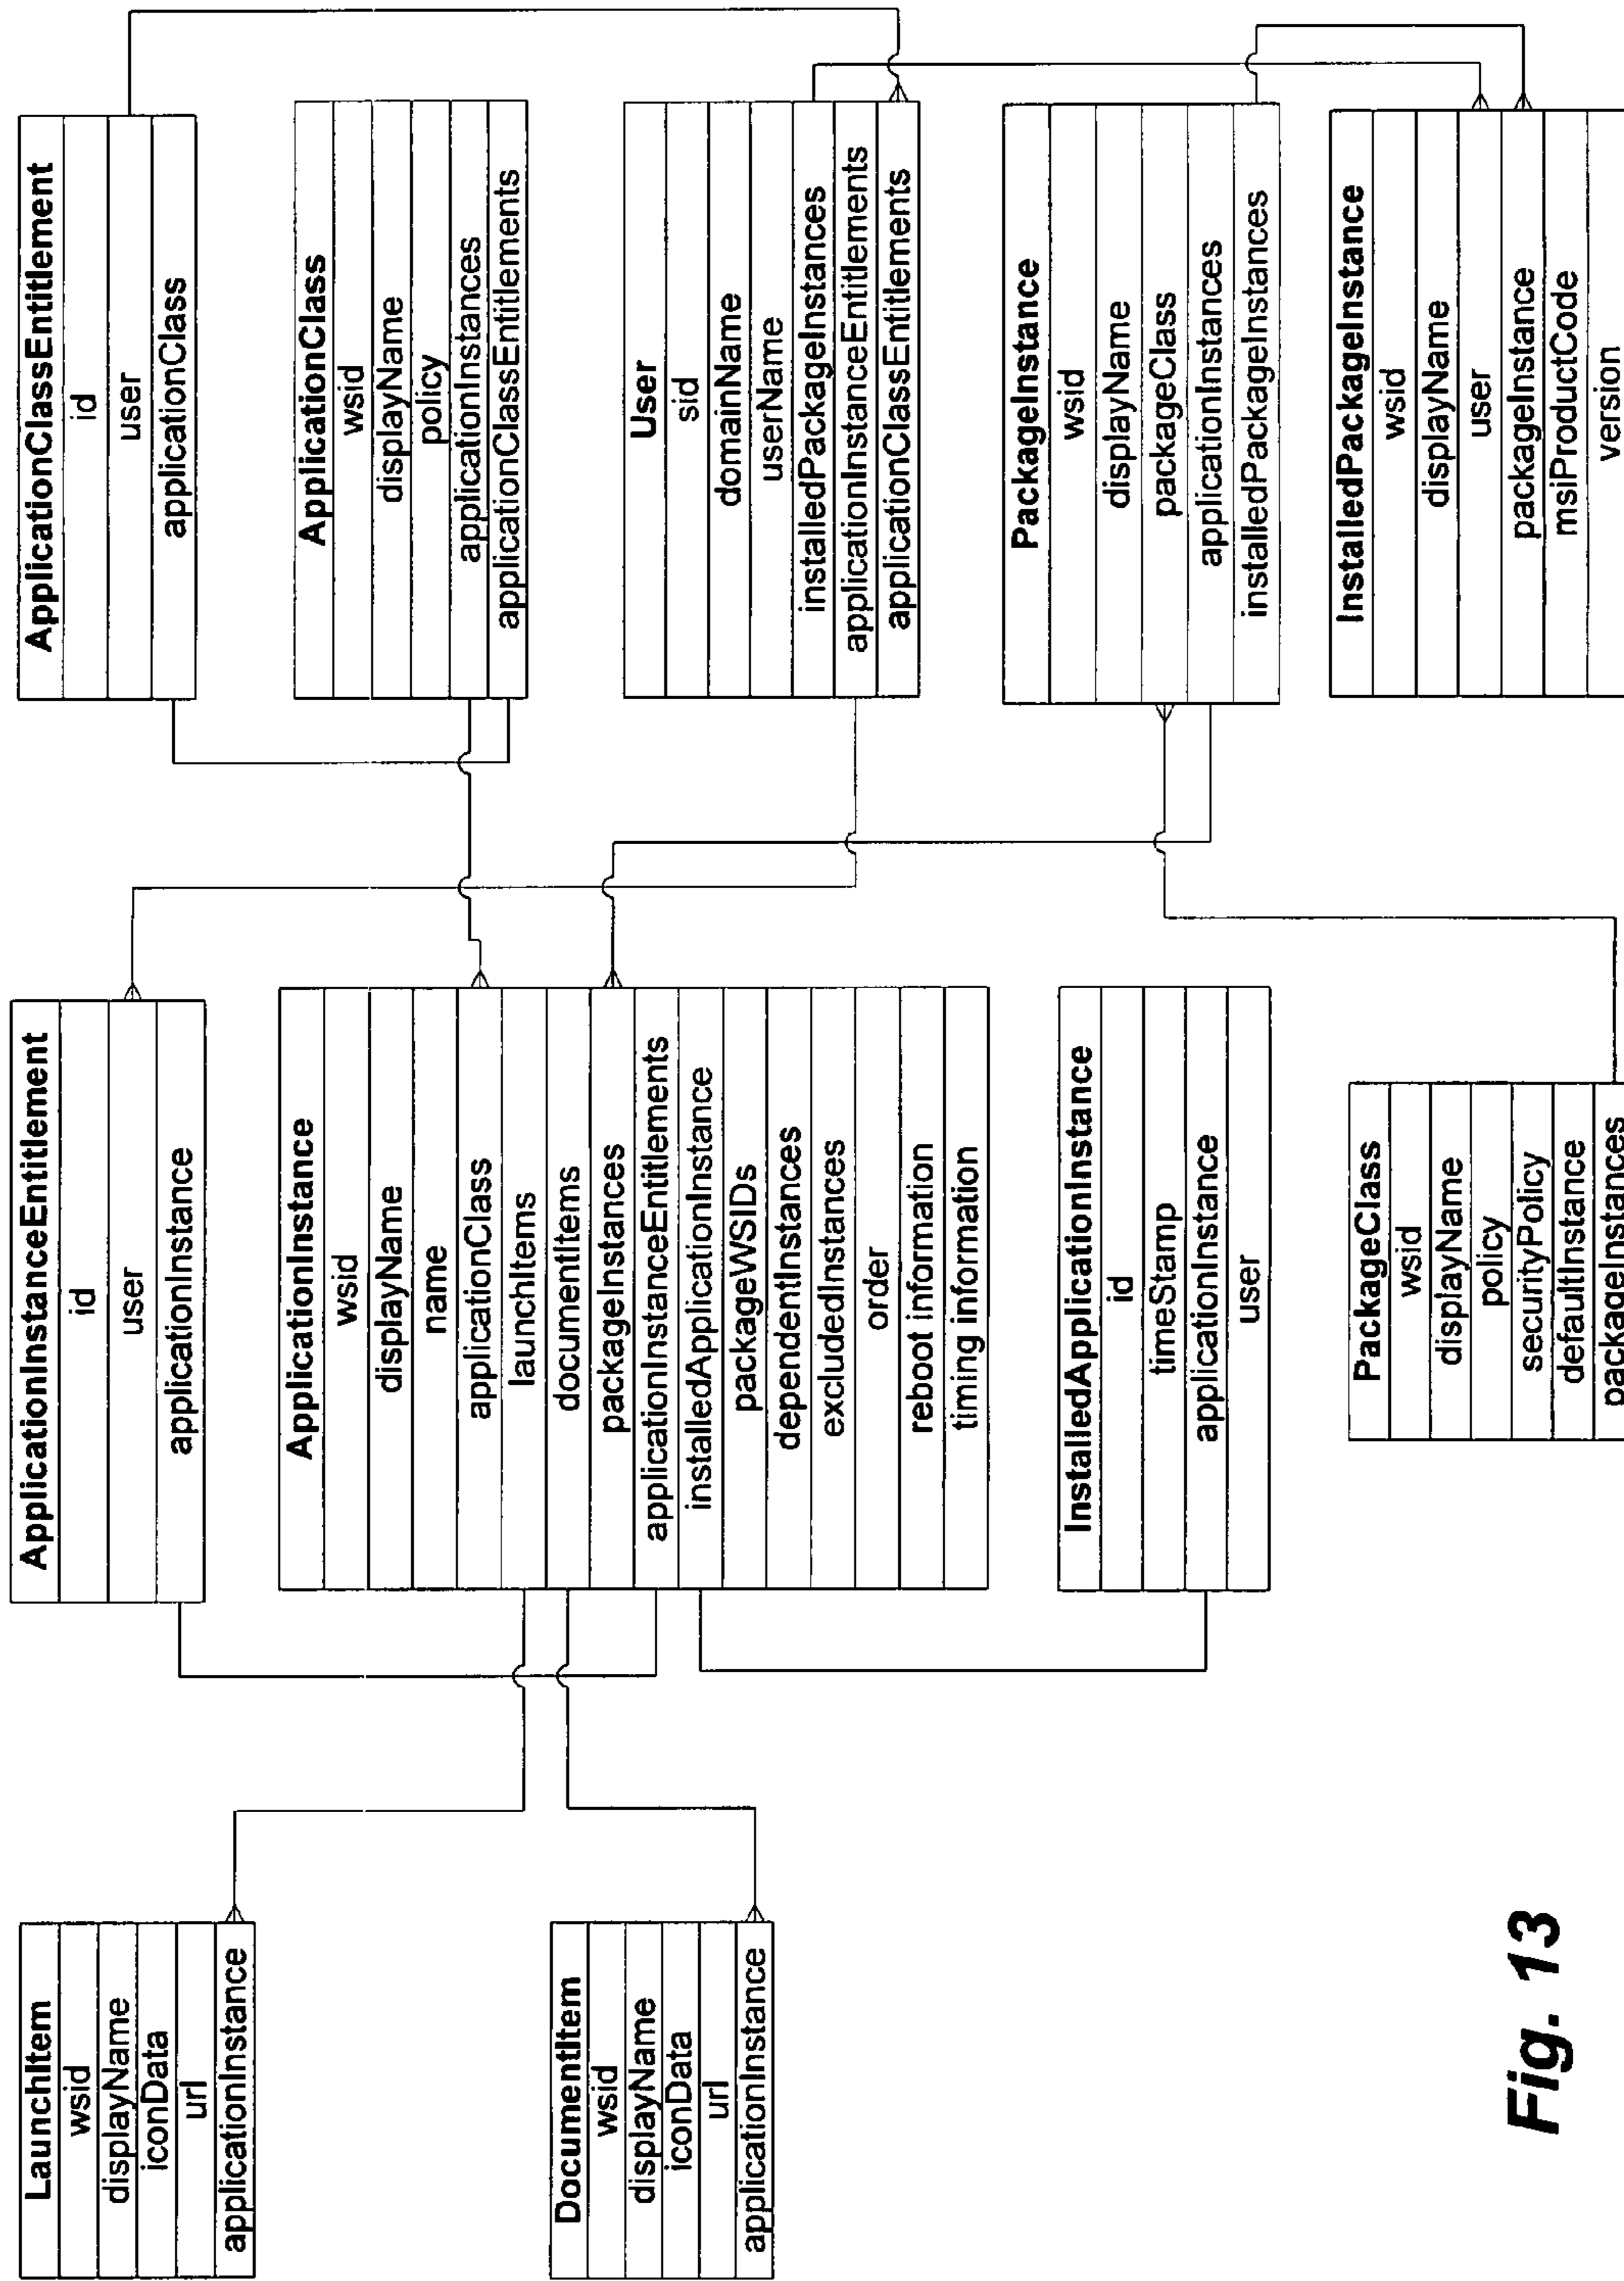 LaunchItem
wsid
displayName
iconData
url
applicationInstance
DocumentItem
wsid
displayName
iconData
url
applicationInstance
ApplicationInstanceEntitlement
id
user
applicationInstance
ApplicationInstance
wsid
displayName
name
applicationClass
launchItems
documentItems
packageInstances
applicationInstanceEntitlements
installedApplicationInstance
packageWSIDs
dependentInstances
excludedInstances
order
reboot information
timing information
InstalledApplicationInstance
id
timeStamp
applicationInstance
user
PackageClass
wsid
displayName
policy
securityPolicy
defaultInstance
packageInstances
ApplicationClassEntitlement
id
user
applicationClass
ApplicationClass
wsid
displayName
policy
applicationInstances
applicationClassEntitlements
User
sid
domainName
userName
installedPackageInstances
applicationInstanceEntitlements
applicationClassEntitlements
PackageInstance
wsid
displayName
packageClass
applicationInstances
installedPackageInstances
InstalledPackageInstance
wsid
displayName
user
packageInstance
msiProductCode
version
Fig. 13